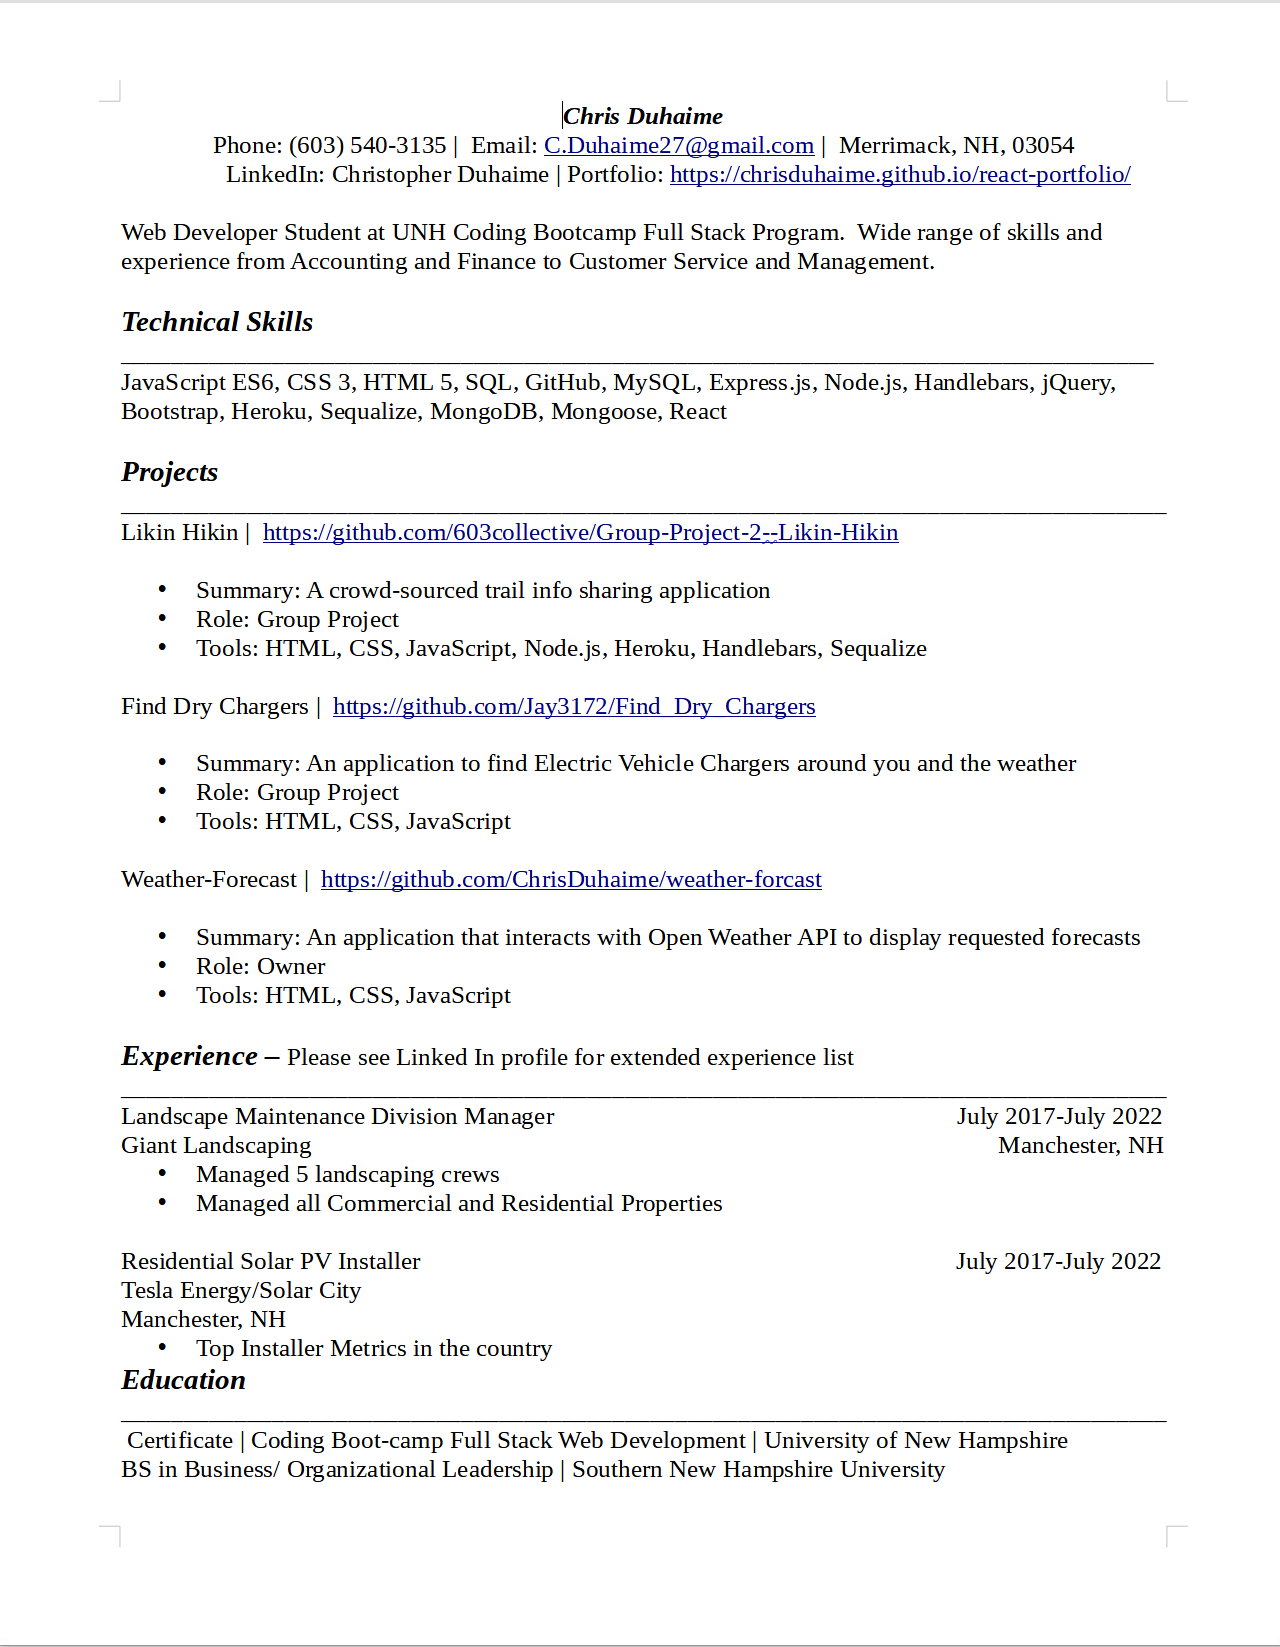 Chris Duhaime
Phone: (603) 540-3135 |  Email: C.Duhaime27@gmail.com |  Merrimack, NH, 03054
LinkedIn: Christopher Duhaime | Portfolio: https://chrisduhaime.github.io/react-portfolio/
Web Developer Student at UNH Coding Bootcamp Full Stack Program.  Wide range of skills and
experience from Accounting and Finance to Customer Service and Management.
Technical Skills
JavaScript ES6, CSS 3, HTML 5, SQL, GitHub, MySQL, Express.js, Node.js, Handlebars, jQuery,
Bootstrap, Heroku, Sequalize, MongoDB, Mongoose, React
Projects
Likin Hikin |  https://github.com/603collective/Group-Project-2--Likin-Hikin
• Summary: A crowd-sourced trail info sharing application
• Role: Group Project
• Tools: HTML, CSS, JavaScript, Node.js, Heroku, Handlebars, Sequalize
Find Dry Chargers |  https://github.com/Jay3172/Find_Dry_Chargers
• Summary: An application to find Electric Vehicle Chargers around you and the weather
• Role: Group Project
• Tools: HTML, CSS, JavaScript
Weather-Forecast |  https://github.com/ChrisDuhaime/weather-forcast
• Summary: An application that interacts with Open Weather API to display requested forecasts
• Role: Owner
• Tools: HTML, CSS, JavaScript
Experience – Please see Linked In profile for extended experience list
Landscape Maintenance Division Manager July 2017-July 2022
Giant Landscaping Manchester, NH
• Managed 5 landscaping crews
• Managed all Commercial and Residential Properties
Residential Solar PV Installer July 2017-July 2022
Tesla Energy/Solar City
Manchester, NH
• Top Installer Metrics in the country
Education
Certificate | Coding Boot-camp Full Stack Web Development | University of New Hampshire
BS in Business/ Organizational Leadership | Southern New Hampshire University